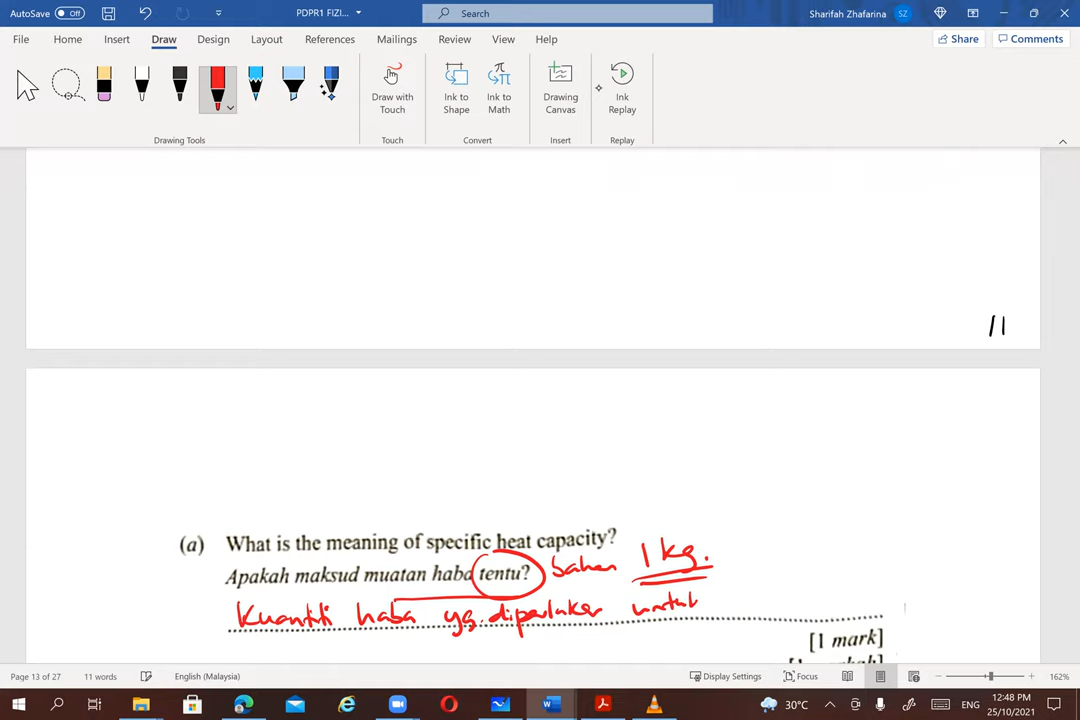 AutoSave Off PDPR1 FIZI... Search Sharifah Zhafarina SZ
File Home Insert Draw Design Layout References Mailings Review View Help Share Comments
Draw with Touch Ink to Shape Ink to Math Drawing Canvas Ink Replay
Drawing Tools Touch Convert Insert Replay
11
(a) What is the meaning of specific heat capacity?
Apakah maksud muatan haba tentu? bahan 1 kg.
Kuantiti haba yg. diperlukan untuk
[1 mark]
Page 13 of 27 11 words English (Malaysia) Display Settings Focus 162%
30°C ENG 12:48 PM 25/10/2021